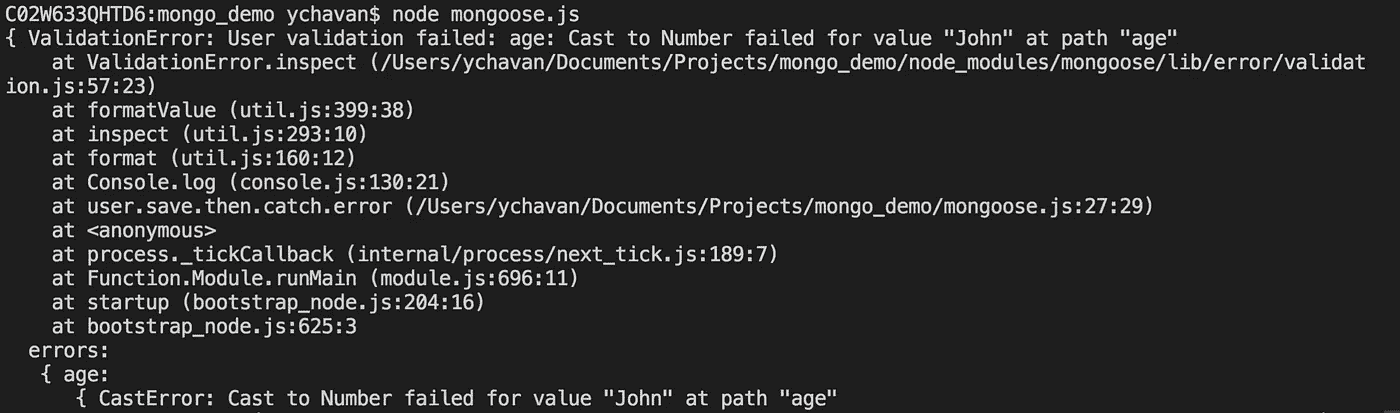 C02W633QHTD6:mongo_demo ychavan$ node mongoose.js
{ ValidationError: User validation failed: age: Cast to Number failed for value "John" at path "age"
    at ValidationError.inspect (/Users/ychavan/Documents/Projects/mongo_demo/node_modules/mongoose/lib/error/validat
ion.js:57:23)
    at formatValue (util.js:399:38)
    at inspect (util.js:293:10)
    at format (util.js:160:12)
    at Console.log (console.js:130:21)
    at user.save.then.catch.error (/Users/ychavan/Documents/Projects/mongo_demo/mongoose.js:27:29)
    at <anonymous>
    at process._tickCallback (internal/process/next_tick.js:189:7)
    at Function.Module.runMain (module.js:696:11)
    at startup (bootstrap_node.js:204:16)
    at bootstrap_node.js:625:3
  errors:
   { age:
      { CastError: Cast to Number failed for value "John" at path "age"